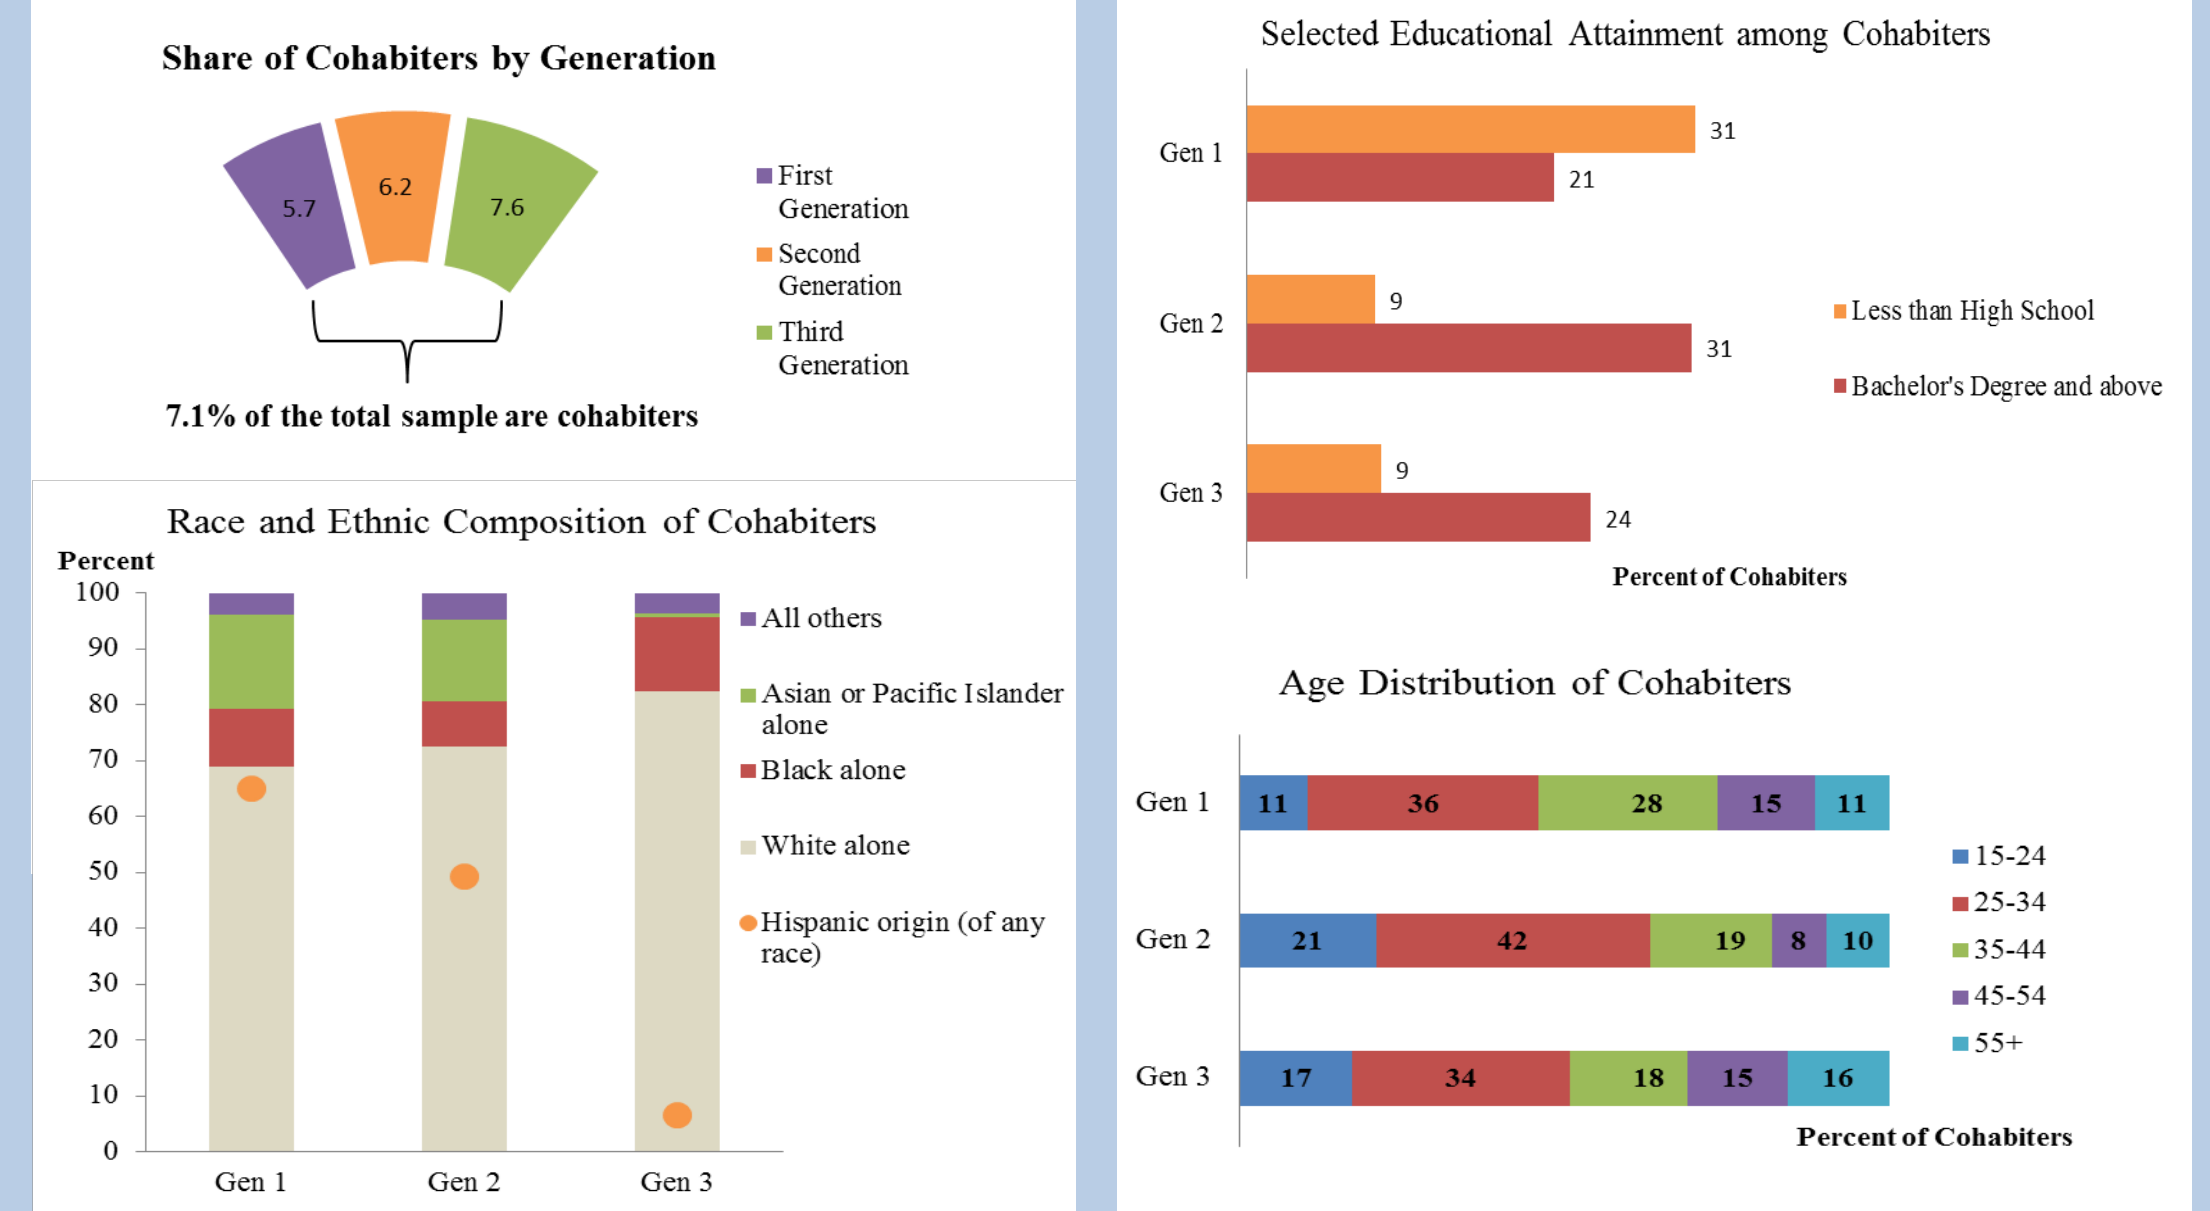 Share of Cohabiters by Generation
5.7
6.2
7.6
First
Generation
Second
Generation
Third
Generation
7.1% of the total sample are cohabiters
Race and Ethnic Composition of Cohabiters
Percent
100
90
80
70
60
50
40
30
20
10
0
Gen 1
Gen 2
Gen 3
All others
Asian or Pacific Islander
alone
Black alone
White alone
Hispanic origin (of any
race)
Selected Educational Attainment among Cohabiters
Gen 1
31
21
Gen 2
9
31
Gen 3
9
24
Less than High School
Bachelor's Degree and above
Percent of Cohabiters
Age Distribution of Cohabiters
Gen 1
11 36 28 15 11
Gen 2
21 42 19 8 10
Gen 3
17 34 18 15 16
15-24
25-34
35-44
45-54
55+
Percent of Cohabiters